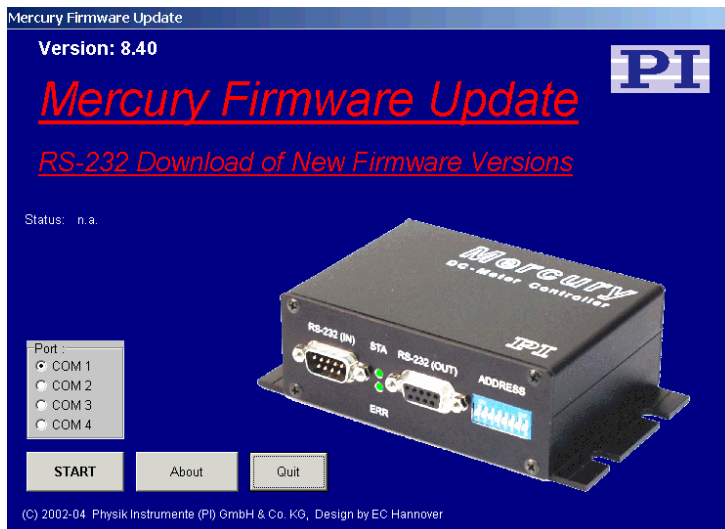 Mercury Firmware Update
Version: 8.40
PI
Mercury Firmware Update
RS-232 Download of New Firmware Versions
Status: n.a.
Mercury
DC-Motor Controller
PI
RS-232 (IN)
STA
RS-232 (OUT)
ADDRESS
ERR
Port :
COM 1
COM 2
COM 3
COM 4
START
About
Quit
(C) 2002-04 Physik Instrumente (PI) GmbH & Co. KG, Design by EC Hannover